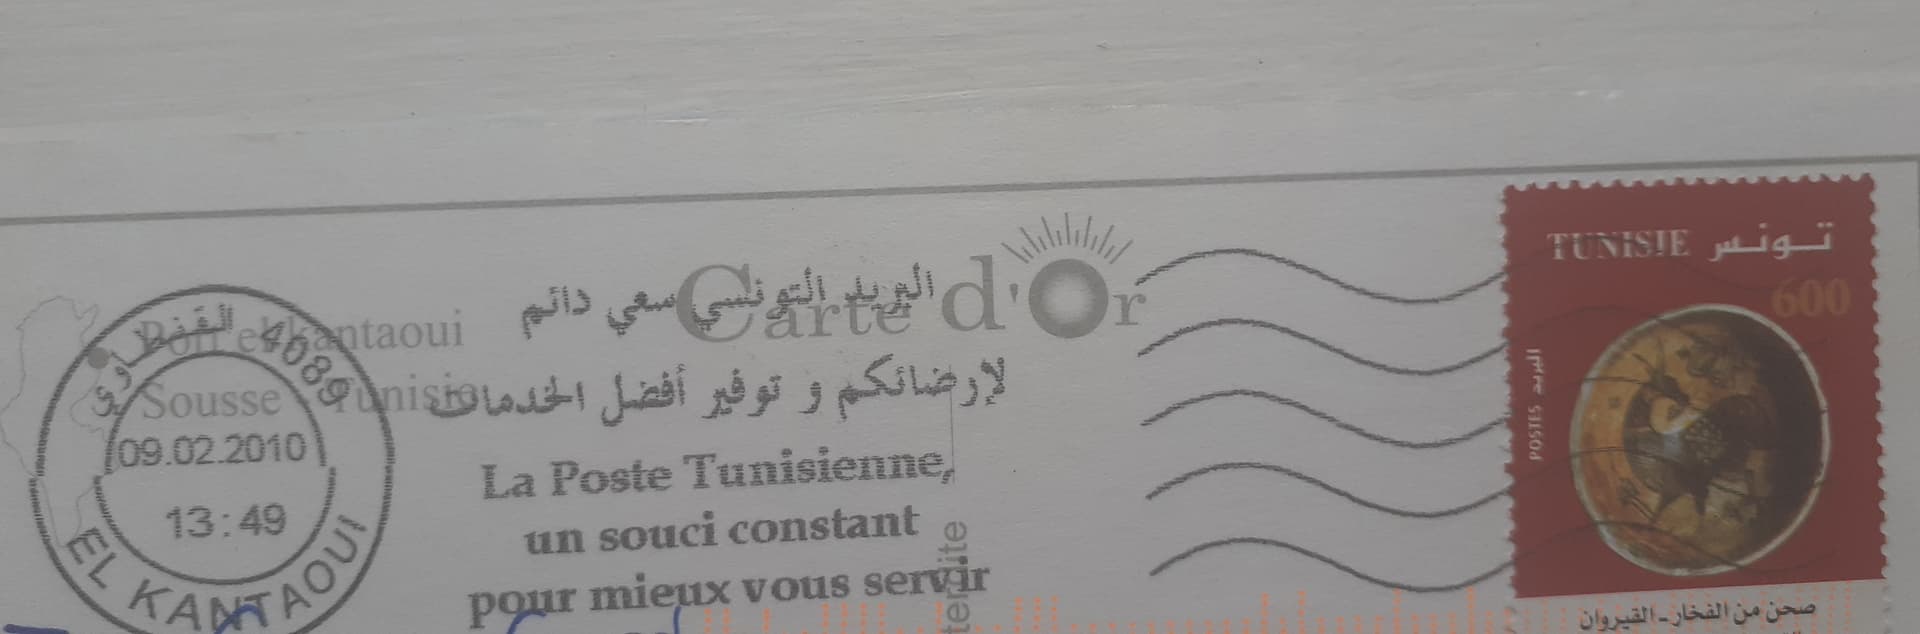 Carte d'Or
Port el kantaoui
Sousse Tunisie
القنطاوي 4089
09.02.2010
13:49
EL KANTAOUI
البريد التونسي سعي دائم
لإرضائكم و توفير أفضل الخدمات
La Poste Tunisienne,
un souci constant
pour mieux vous servir
TUNISIE تونس
600
البريد
POSTES
صحن من الفخار - القيروان